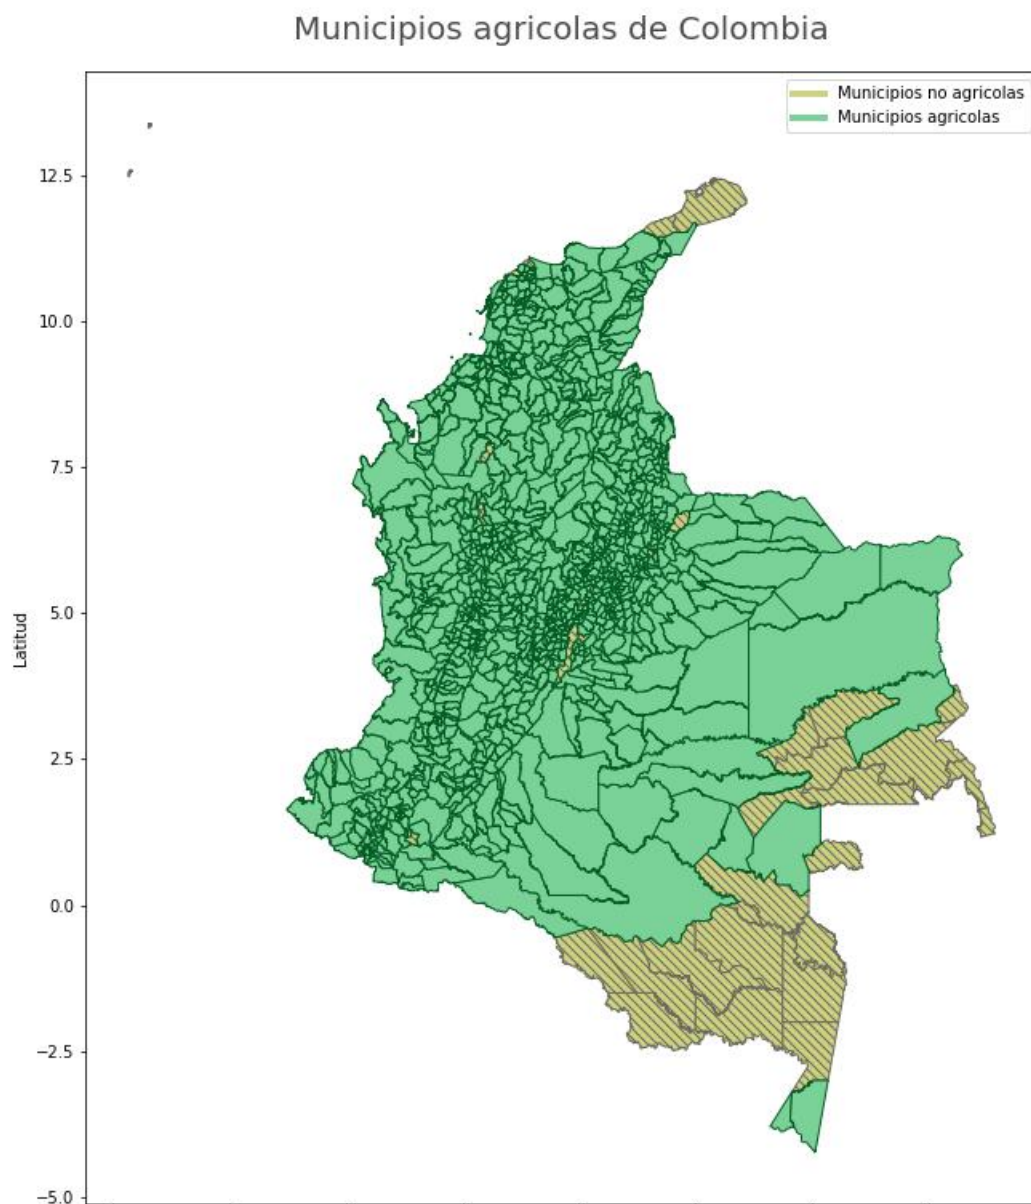 Municipios agricolas de Colombia
Municipios no agricolas
Municipios agricolas
12.5
10.0
7.5
5.0
Latitud
2.5
0.0
−2.5
−5.0